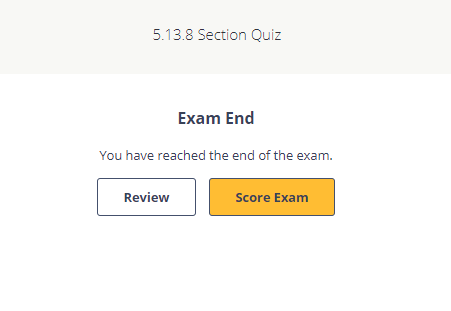 5.13.8 Section Quiz
Exam End
You have reached the end of the exam.
Review
Score Exam